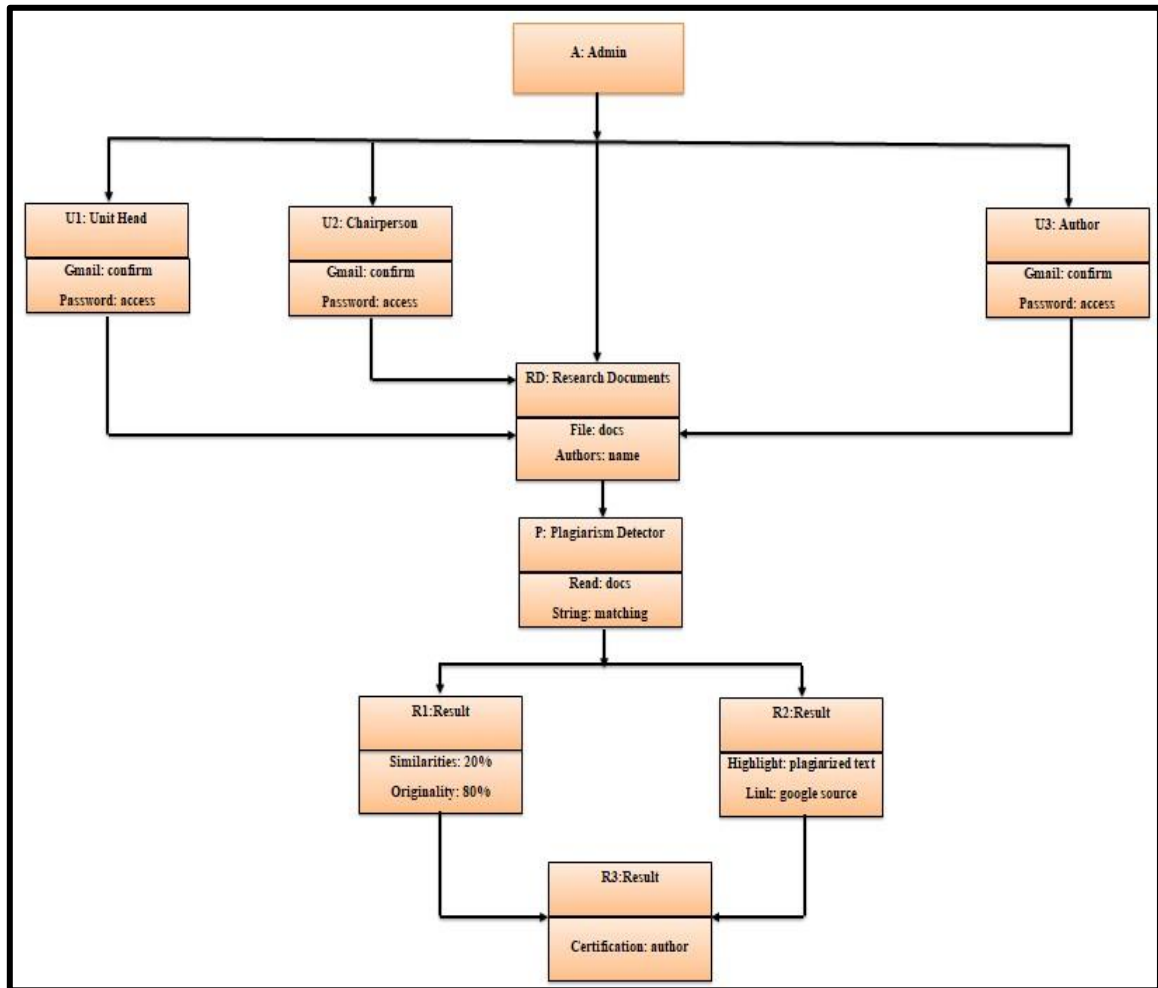 A: Admin
U1: Unit Head
Gmail: confirm
Password: access
U2: Chairperson
Gmail: confirm
Password: access
U3: Author
Gmail: confirm
Password: access
RD: Research Documents
File: docs
Authors: name
P: Plagiarism Detector
Read: docs
String: matching
R1:Result
Similarities: 20%
Originality: 80%
R2:Result
Highlight: plagiarized text
Link: google source
R3:Result
Certification: author